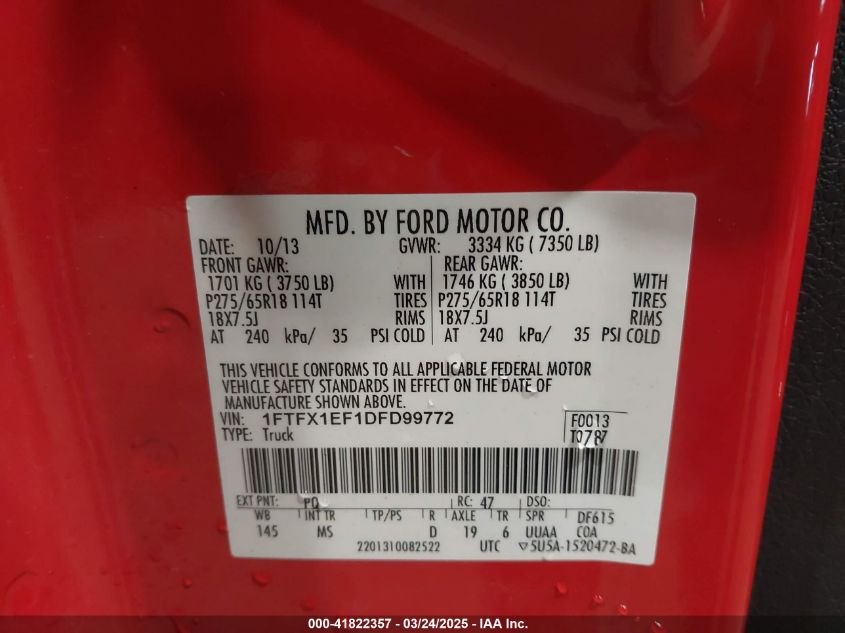 MFD. BY FORD MOTOR CO.
DATE: 10/13 GVWR: 3334 KG ( 7350 LB)
FRONT GAWR: REAR GAWR:
1701 KG ( 3750 LB) WITH 1746 KG ( 3850 LB) WITH
P275/65R18 114T TIRES P275/65R18 114T TIRES
18X7.5J RIMS 18X7.5J RIMS
AT 240 kPa/ 35 PSI COLD AT 240 kPa/ 35 PSI COLD
THIS VEHICLE CONFORMS TO ALL APPLICABLE FEDERAL MOTOR
VEHICLE SAFETY STANDARDS IN EFFECT ON THE DATE OF
MANUFACTURE SHOWN ABOVE.
VIN: 1FTFX1EF1DFD99772 F0013
TYPE: Truck T0787
EXT PNT: PQ RC: 47 DSO:
WB INT TR TP/PS R AXLE TR SPR DF615
145 MS D 19 6 UUAA COA
2201310082522 UTC ▽5U5A-1520472-BA
000-41822357 - 03/24/2025 - IAA Inc.